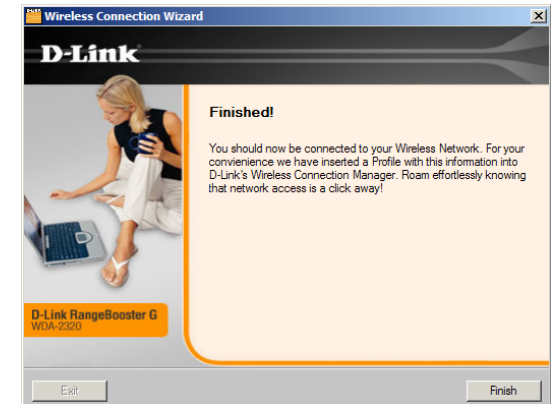 Wireless Connection Wizard
D-Link
Finished!
You should now be connected to your Wireless Network. For your
convienience we have inserted a Profile with this information into
D-Link's Wireless Connection Manager. Roam effortlessly knowing
that network access is a click away!
D-Link RangeBooster G
WDA-2320
Exit
Finish